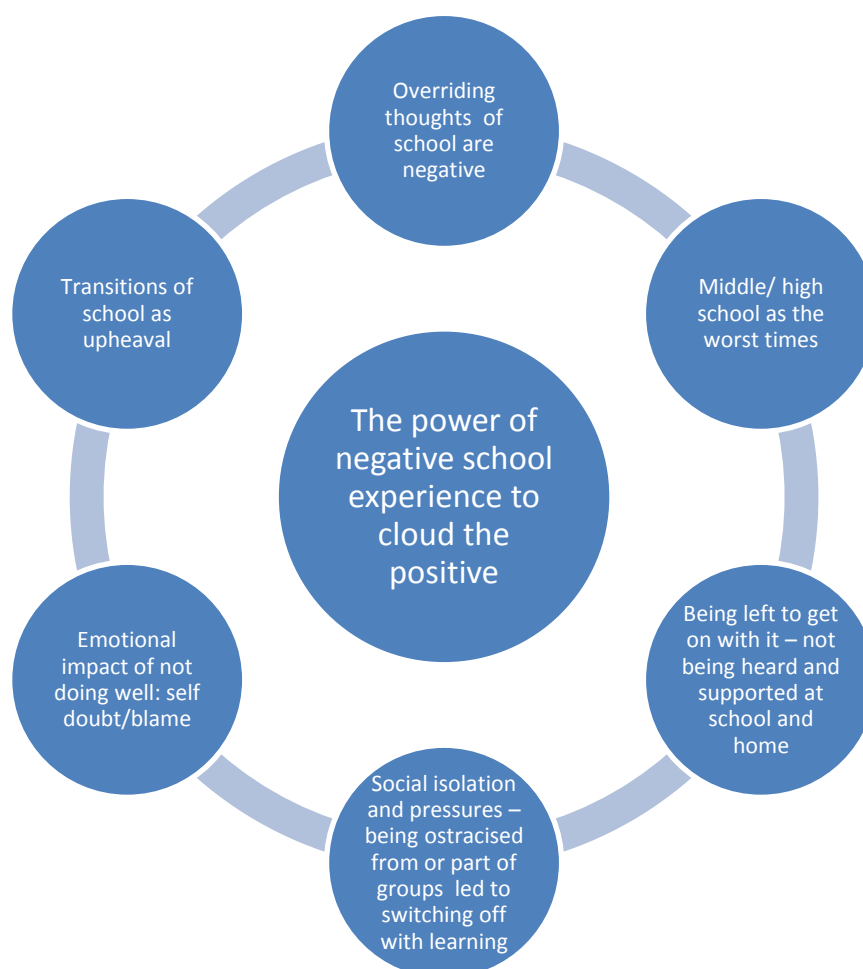 Overriding
thoughts of
school are
negative
Middle/ high
school as the
worst times
Being left to get
on with it – not
being heard and
supported at
school and
home
Social isolation
and pressures –
being ostracised
from or part of
groups led to
switching off
with learning
Emotional
impact of not
doing well: self
doubt/blame
Transitions of
school as
upheaval
The power of
negative school
experience to
cloud the
positive